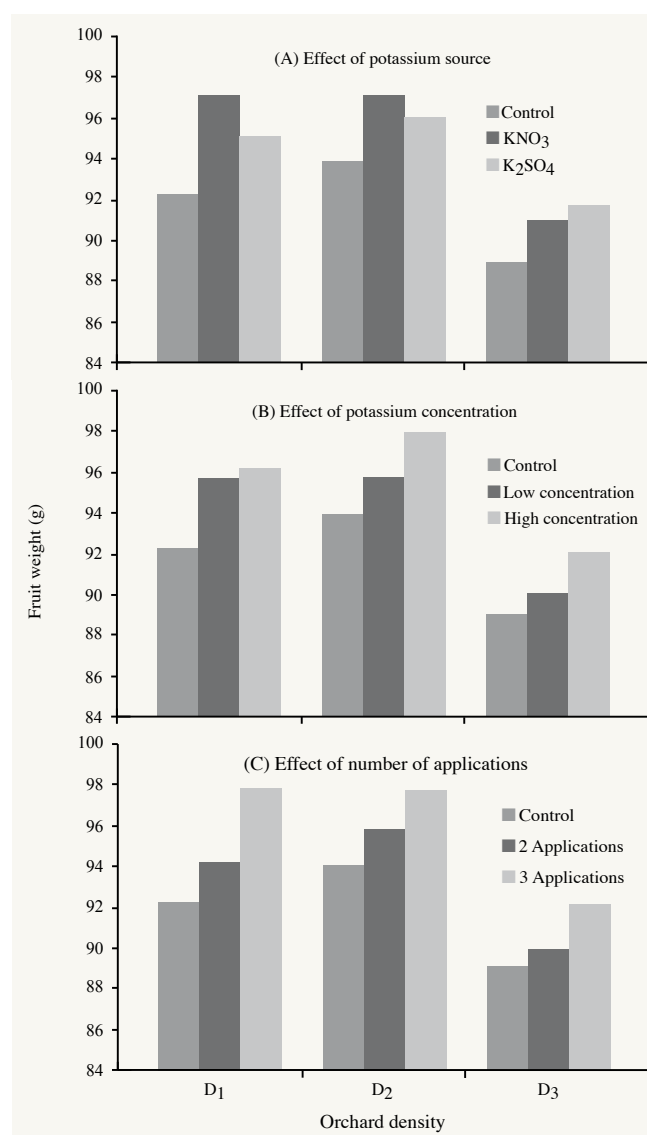 (A) Effect of potassium source
100
98
96
94
92
90
88
86
84
Control
KNO3
K2SO4
(B) Effect of potassium concentration
100
98
96
94
92
90
88
86
84
Control
Low concentration
High concentration
Fruit weight (g)
(C) Effect of number of applications
100
98
96
94
92
90
88
86
84
Control
2 Applications
3 Applications
D1 D2 D3
Orchard density